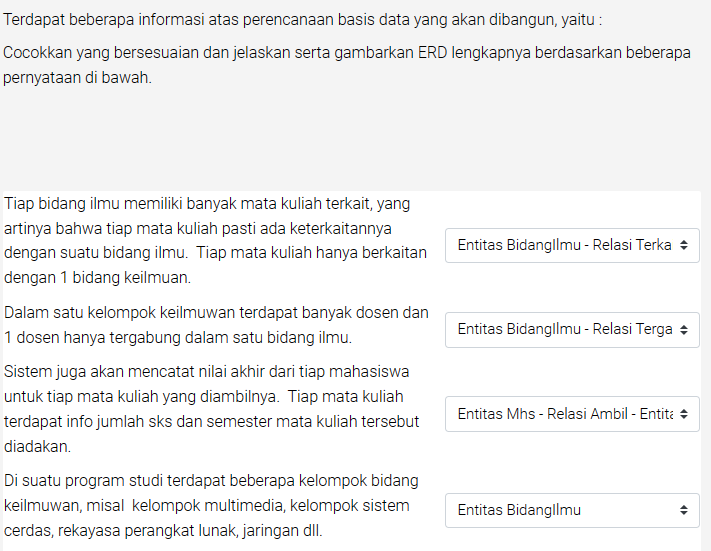 Terdapat beberapa informasi atas perencanaan basis data yang akan dibangun, yaitu :
Cocokkan yang bersesuaian dan jelaskan serta gambarkan ERD lengkapnya berdasarkan beberapa
pernyataan di bawah.
Tiap bidang ilmu memiliki banyak mata kuliah terkait, yang
artinya bahwa tiap mata kuliah pasti ada keterkaitannya
dengan suatu bidang ilmu. Tiap mata kuliah hanya berkaitan
dengan 1 bidang keilmuan.
Entitas BidangIlmu - Relasi Terka
Dalam satu kelompok keilmuwan terdapat banyak dosen dan
1 dosen hanya tergabung dalam satu bidang ilmu.
Entitas BidangIlmu - Relasi Terga
Sistem juga akan mencatat nilai akhir dari tiap mahasiswa
untuk tiap mata kuliah yang diambilnya. Tiap mata kuliah
terdapat info jumlah sks dan semester mata kuliah tersebut
diadakan.
Entitas Mhs - Relasi Ambil - Entita
Di suatu program studi terdapat beberapa kelompok bidang
keilmuwan, misal kelompok multimedia, kelompok sistem
cerdas, rekayasa perangkat lunak, jaringan dll.
Entitas BidangIlmu